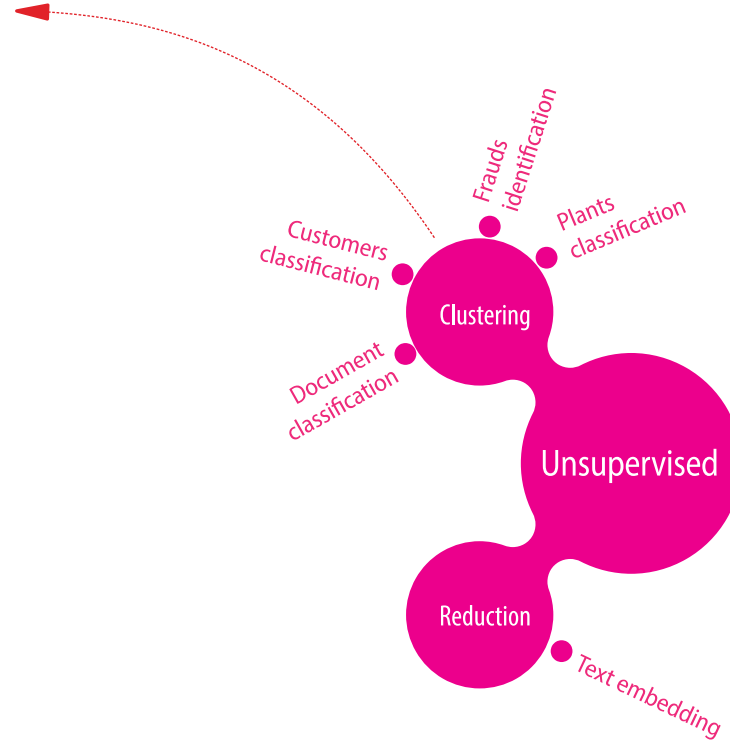 Frauds
identification
Plants
classification
Customers
classification
Clustering
Document
classification
Unsupervised
Reduction
Text embedding